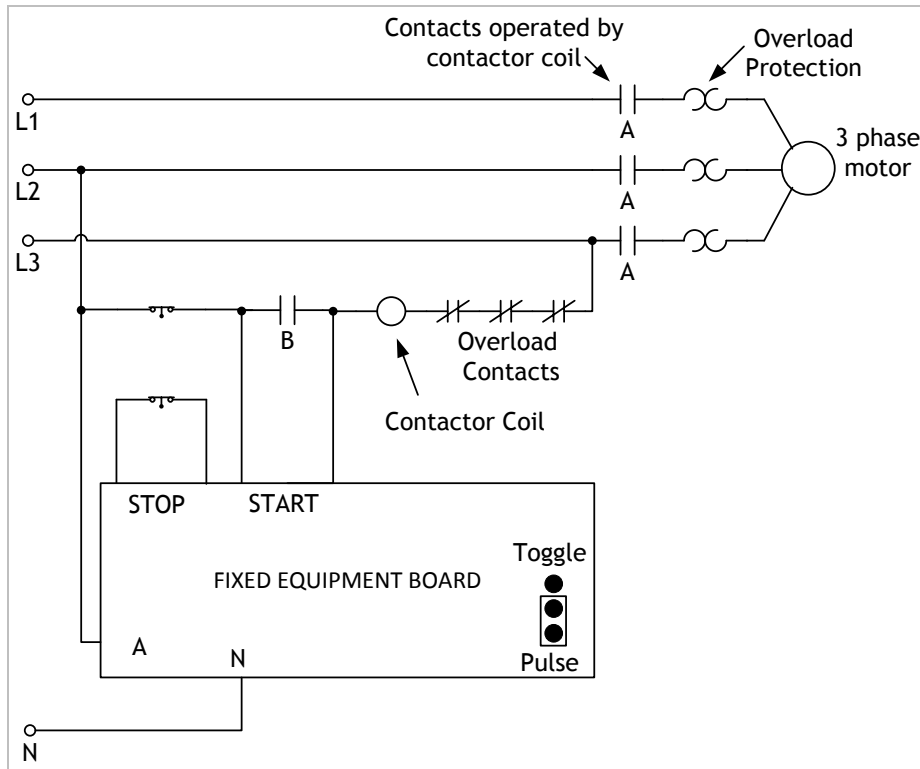 Contacts operated by
contactor coil
Overload
Protection
L1
A
3 phase
motor
L2
A
L3
A
B
Overload
Contacts
Contactor Coil
STOP
START
Toggle
FIXED EQUIPMENT BOARD
A
N
Pulse
N